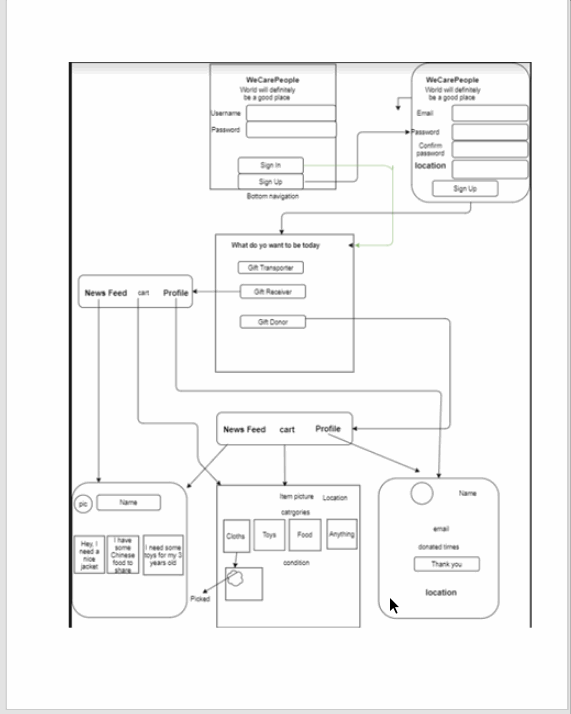 WeCarePeople
World will definitely
be a good place
Username
Password
Sign In
Sign Up
Bottom navigation
WeCarePeople
World will definitely
be a good place
Email
Password
Confirm
password
location
Sign Up
What do yo want to be today
Gift Transporter
Gift Receiver
Gift Donor
News Feed cart Profile
News Feed cart Profile
pic Name
Hey, I
need a
nice
jacket
I have
some
Chinese
food to
share
I need some
toys for my 3
years old
Item picture Location
catrgories
Cloths Toys Food Anything
condition
Picked
Name
email
donated times
Thank you
location